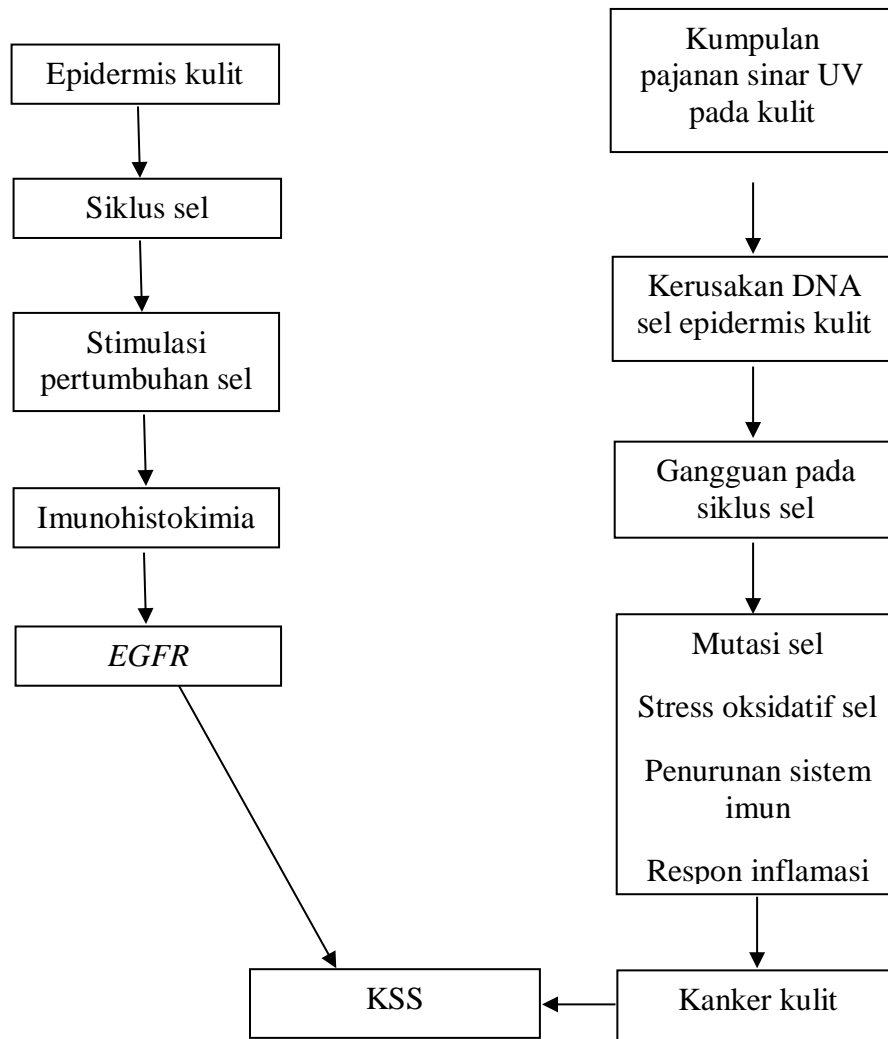 Epidermis kulit
Siklus sel
Stimulasi
pertumbuhan sel
Imunohistokimia
EGFR
Kumpulan
pajanan sinar UV
pada kulit
Kerusakan DNA
sel epidermis kulit
Gangguan pada
siklus sel
Mutasi sel
Stress oksidatif sel
Penurunan sistem
imun
Respon inflamasi
Kanker kulit
KSS